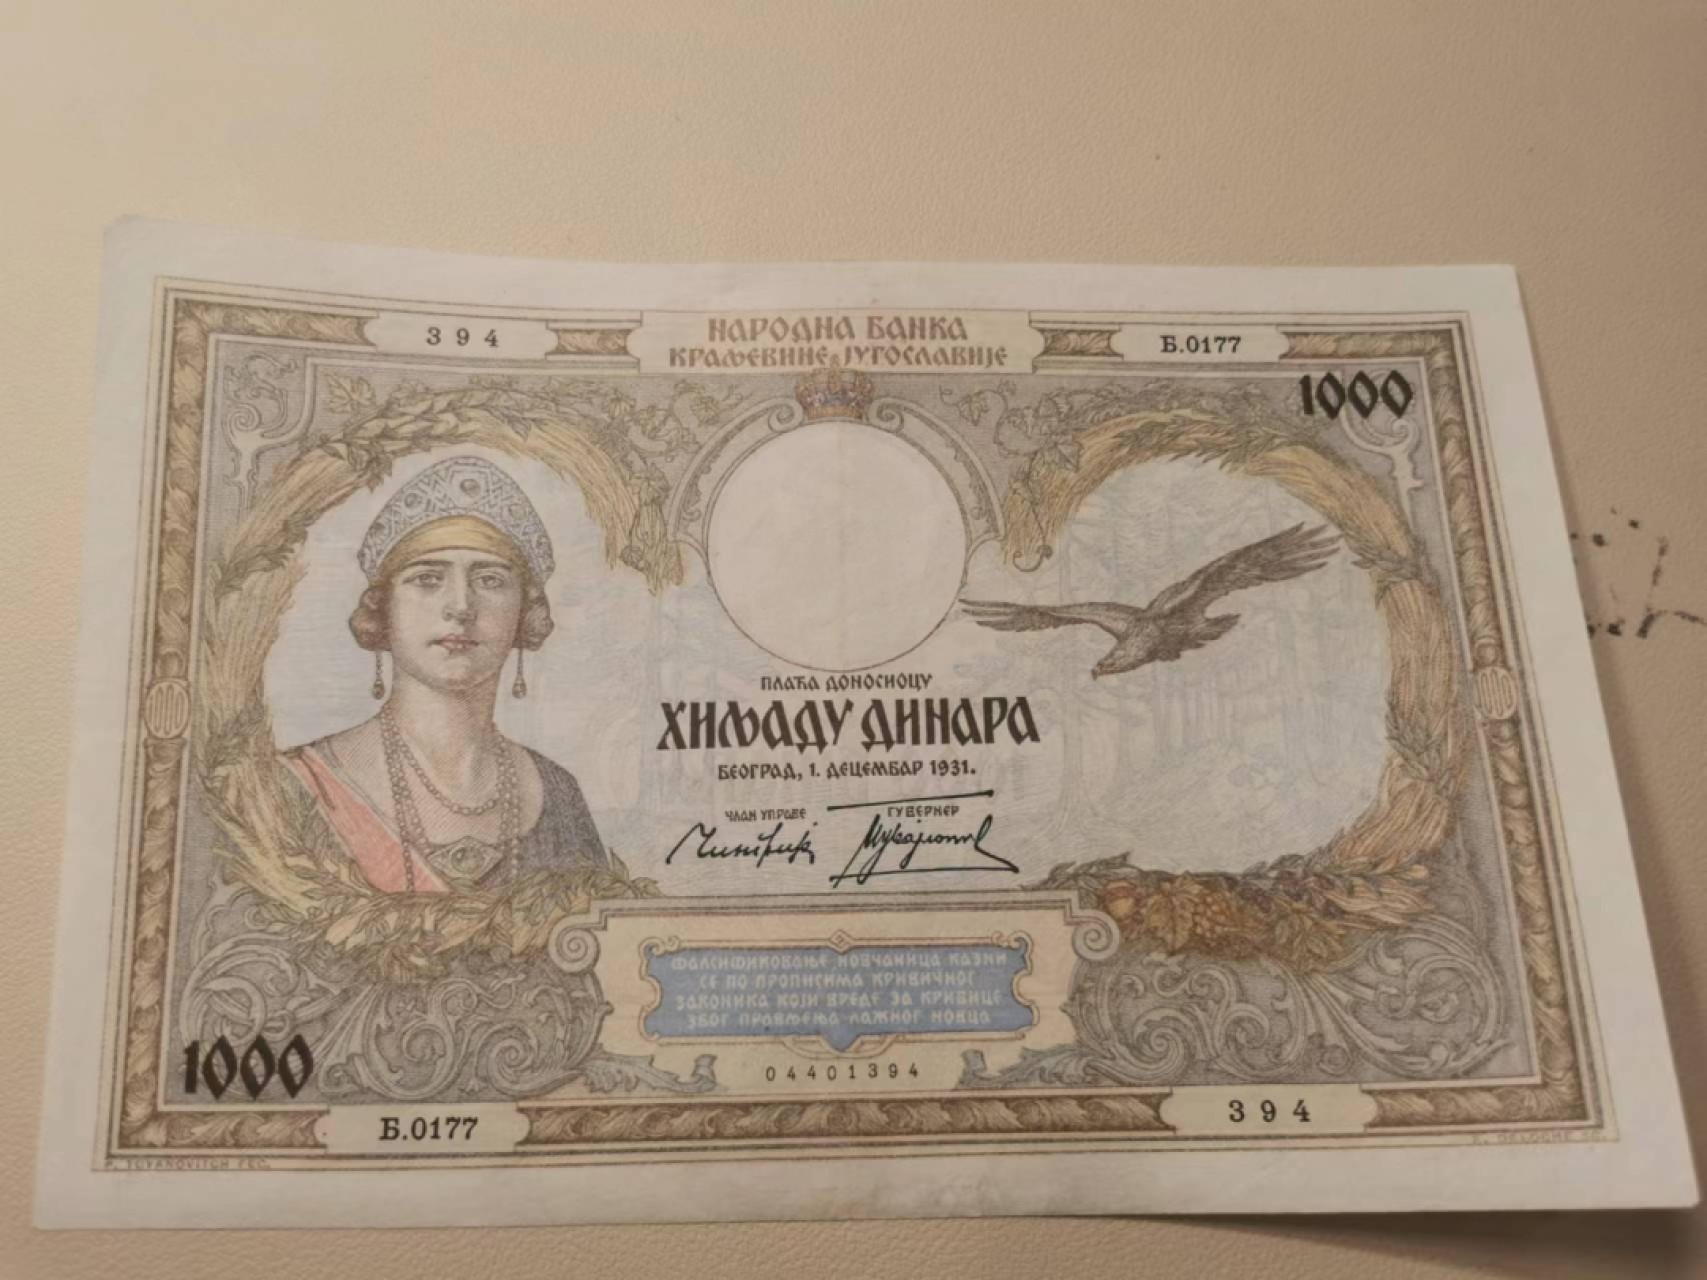 394
НАРОДНА БАНКА
КРАЉЕВИНЕ ЈУГОСЛАВИЈЕ
Б.0177
1000
ПЛАЋА ДОНОСИОЦУ
ХИЉАДУ ДИНАРА
БЕОГРАД, 1. ДЕЦЕМБАР 1931.
ЧЛАН УПРАВЕ
ГУВЕРНЕР
ФАЛСИФИКОВАЊЕ НОВЧАНИЦА КАЗНИ
СЕ ПО ПРОПИСИМА КРИВИЧНОГ
ЗАКОНИКА КОЈИ ВРЕДЕ ЗА КРИВИЦЕ
ЗБОГ ПРАВЉЕЊА ЛАЖНОГ НОВЦА
04401394
1000
Б.0177
394
P. YOVANOVITCH FEC.